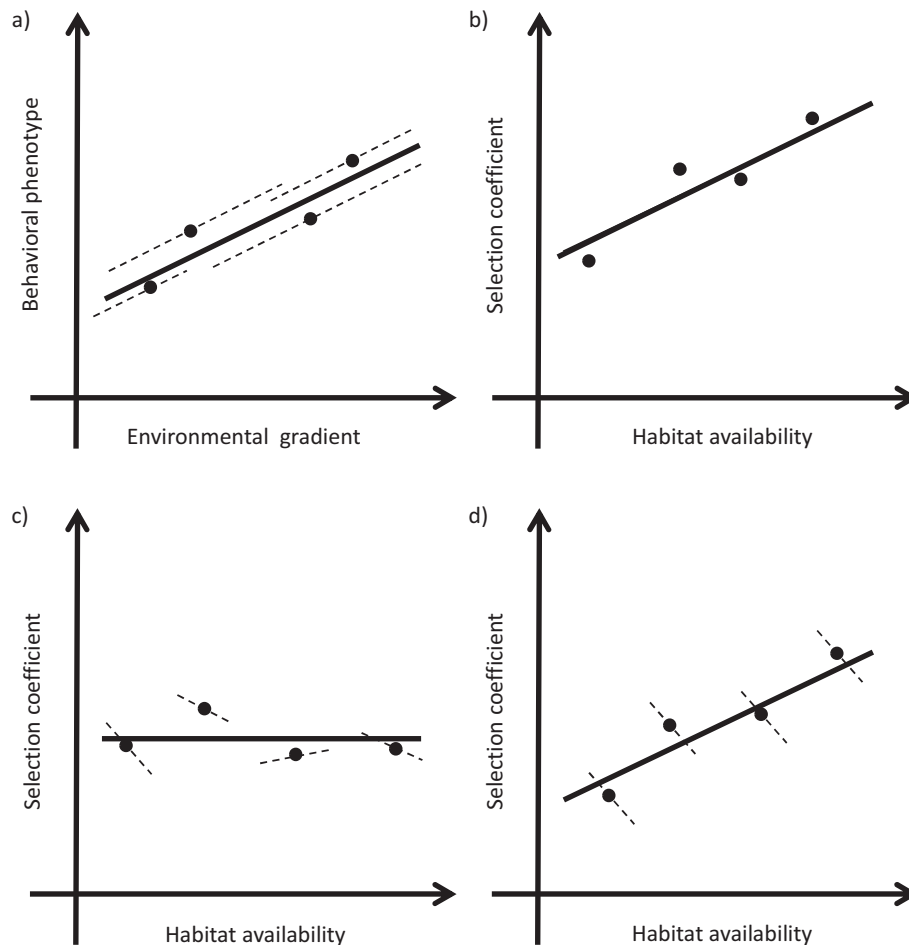 a)
Behavioral phenotype
Environmental gradient
b)
Selection coefficient
Habitat availability
c)
Selection coefficient
Habitat availability
d)
Selection coefficient
Habitat availability